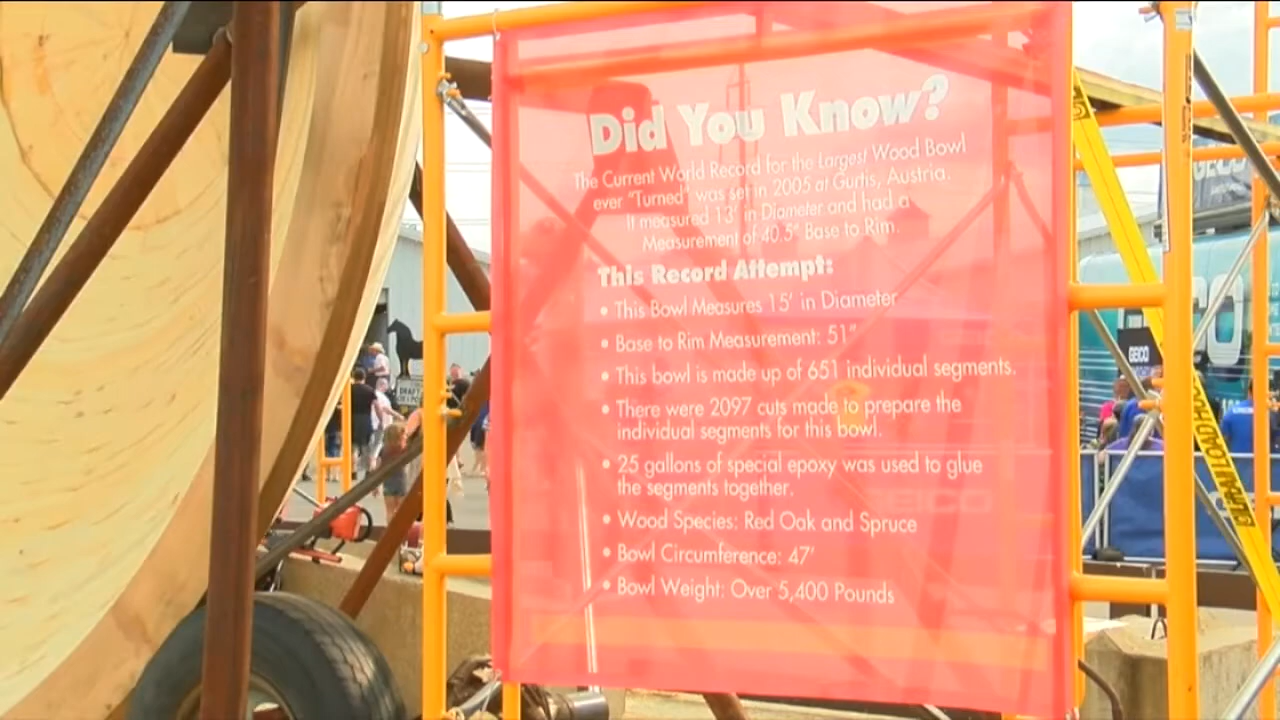 Did You Know?
The Current World Record for the Largest Wood Bowl
ever "Turned" was set in 2005 at Gurtis, Austria.
It measured 13' in Diameter and had a
Measurement of 40.5" Base to Rim.
This Record Attempt:
• This Bowl Measures 15' in Diameter
• Base to Rim Measurement: 51"
• This bowl is made up of 651 individual segments.
• There were 2097 cuts made to prepare the
individual segments for this bowl.
• 25 gallons of special epoxy was used to glue
the segments together.
• Wood Species: Red Oak and Spruce
• Bowl Circumference: 47'
• Bowl Weight: Over 5,400 Pounds
GEICO
GEICO
GEICO
DRAFT